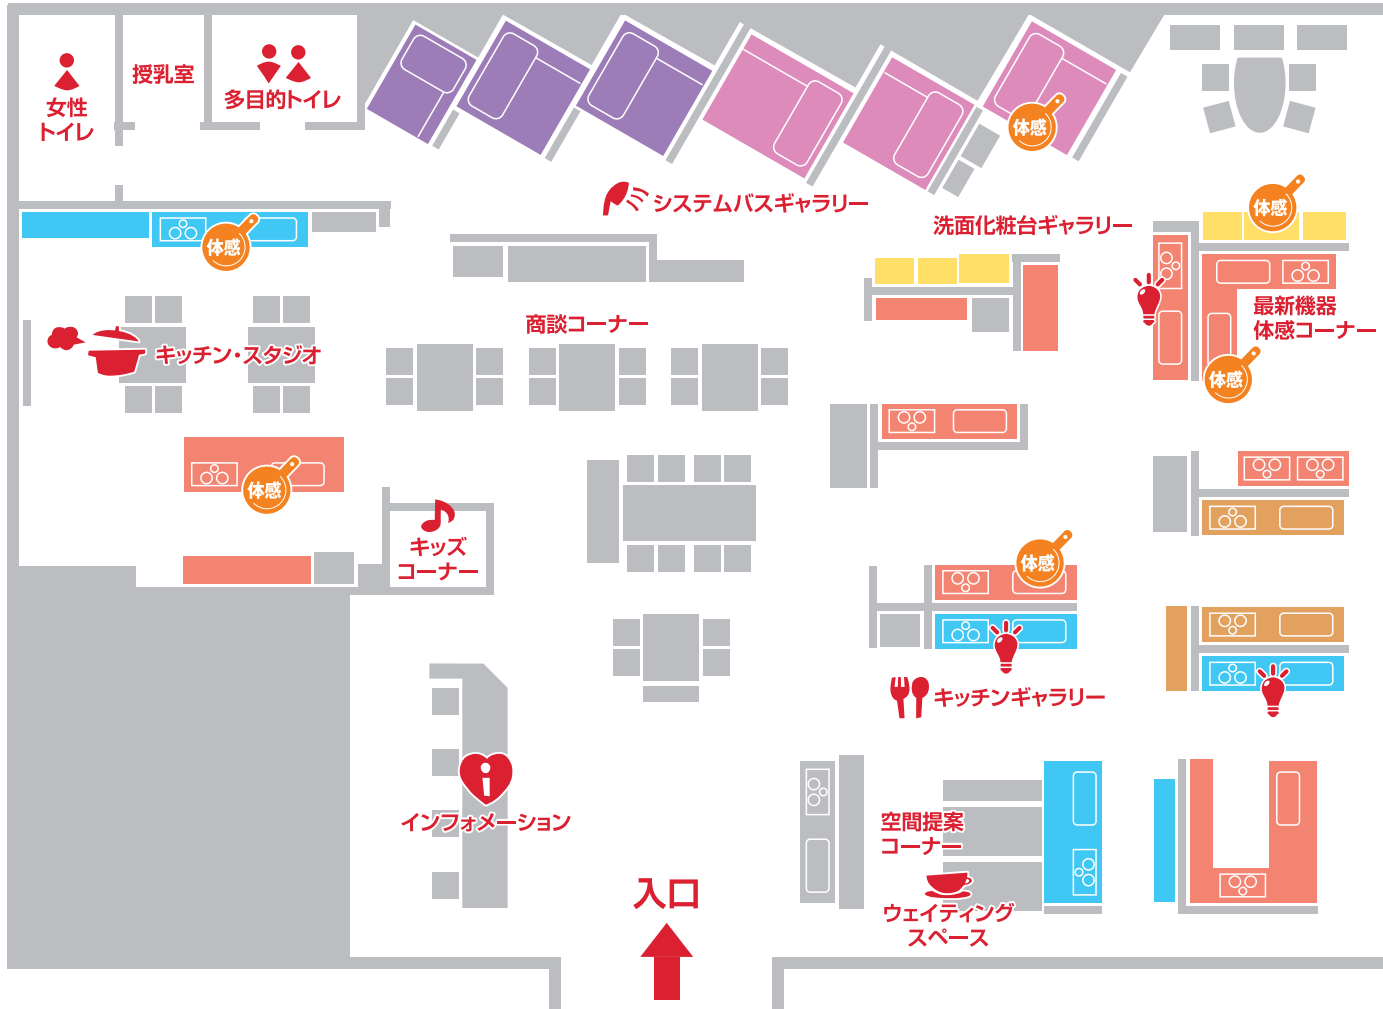 女性
トイレ
授乳室
多目的トイレ
体感
システムバスギャラリー
洗面化粧台ギャラリー
体感
体感
最新機器
体感コーナー
体感
商談コーナー
キッチン・スタジオ
体感
キッズ
コーナー
体感
キッチンギャラリー
インフォメーション
空間提案
コーナー
ウェイティング
スペース
入口